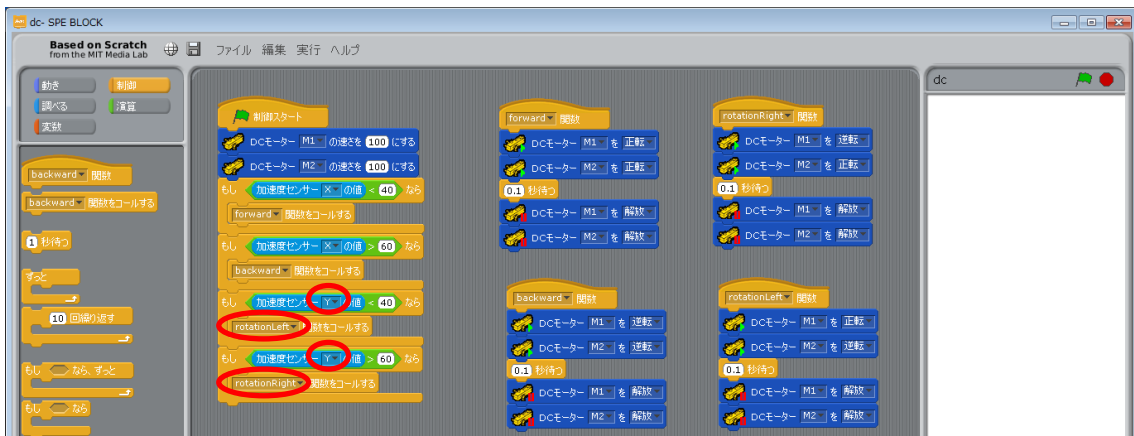 dc- SPE BLOCK
Based on Scratch
from the MIT Media Lab
ファイル 編集 実行 ヘルプ
動き 制御
調べる 演算
変数
backward 関数
backward 関数をコールする
1 秒待つ
ずっと
10 回繰り返す
もし なら、ずっと
もし なら
制御スタート
DCモーター M1 の速さを 100 にする
DCモーター M2 の速さを 100 にする
もし 加速度センサー X の値 < 40 なら
forward 関数をコールする
もし 加速度センサー X の値 > 60 なら
backward 関数をコールする
もし 加速度センサー Y の値 < 40 なら
rotationLeft 関数をコールする
もし 加速度センサー Y の値 > 60 なら
rotationRight 関数をコールする
forward 関数
DCモーター M1 を 正転
DCモーター M2 を 正転
0.1 秒待つ
DCモーター M1 を 解放
DCモーター M2 を 解放
backward 関数
DCモーター M1 を 逆転
DCモーター M2 を 逆転
0.1 秒待つ
DCモーター M1 を 解放
DCモーター M2 を 解放
rotationRight 関数
DCモーター M1 を 逆転
DCモーター M2 を 正転
0.1 秒待つ
DCモーター M1 を 解放
DCモーター M2 を 解放
rotationLeft 関数
DCモーター M1 を 正転
DCモーター M2 を 逆転
0.1 秒待つ
DCモーター M1 を 解放
DCモーター M2 を 解放
dc